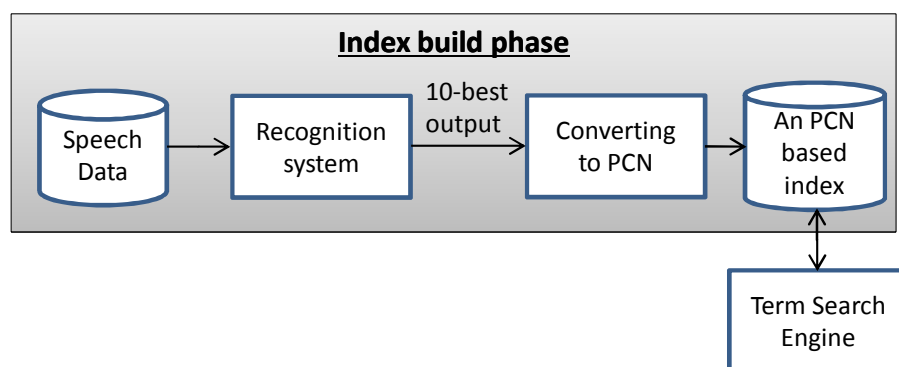 Index build phase
Speech
Data
Recognition
system
10-best
output
Converting
to PCN
An PCN
based
index
Term Search
Engine